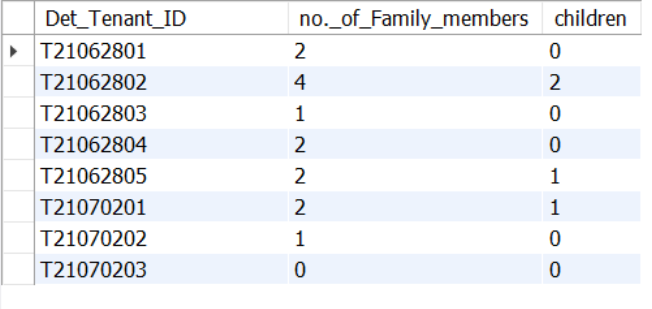 Det_Tenant_ID no._of_Family_members children
T21062801 2 0
T21062802 4 2
T21062803 1 0
T21062804 2 0
T21062805 2 1
T21070201 2 1
T21070202 1 0
T21070203 0 0